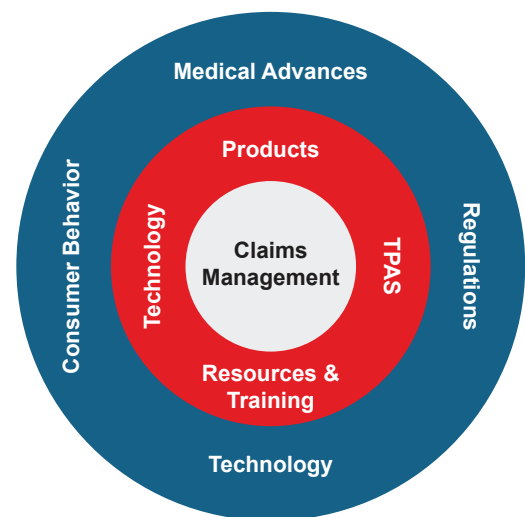 Medical Advances
Products
Consumer Behavior
Technology
Claims
Management
TPAS
Regulations
Resources &
Training
Technology